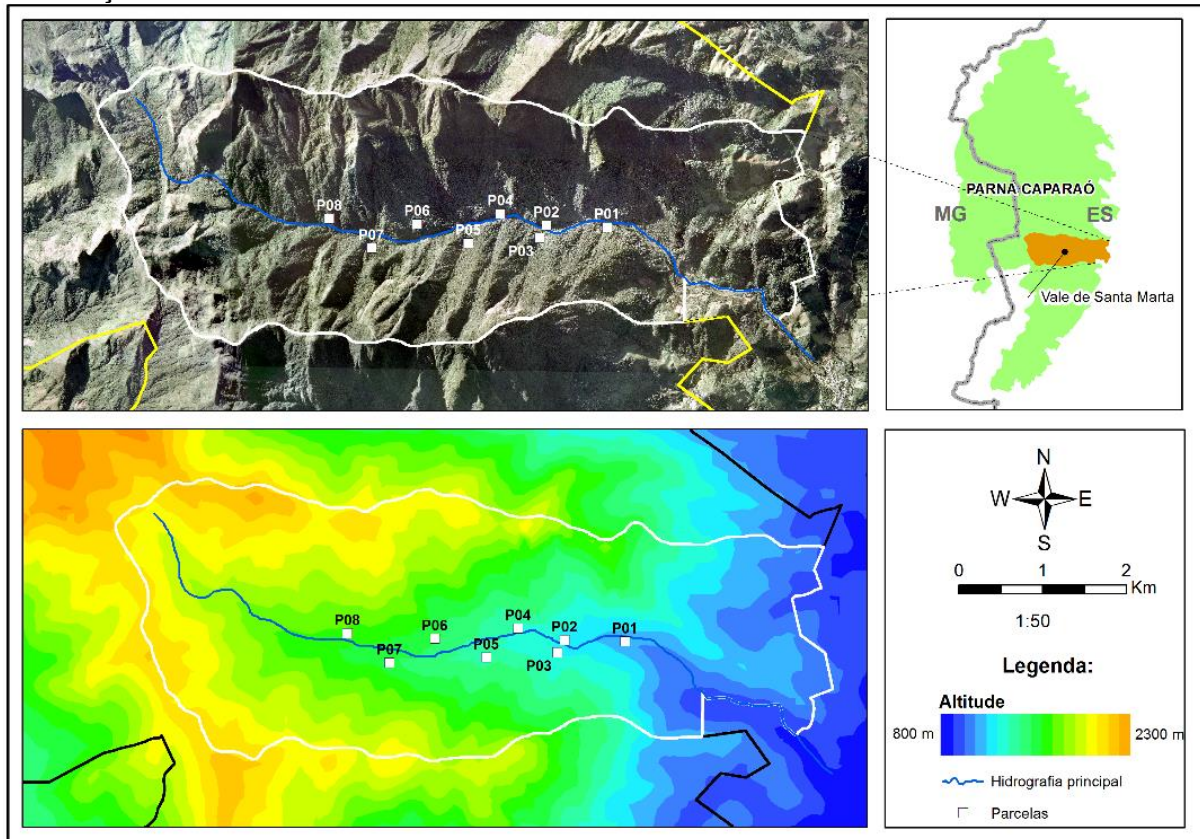 P08
P07
P06
P05
P04
P02
P03
P01
PARNA CAPARAÓ
MG
ES
Vale de Santa Marta
P08
P07
P06
P05
P04
P02
P03
P01
N
W
E
S
0 1 2
Km
1:50
Legenda:
Altitude
800 m
2300 m
Hidrografia principal
Parcelas